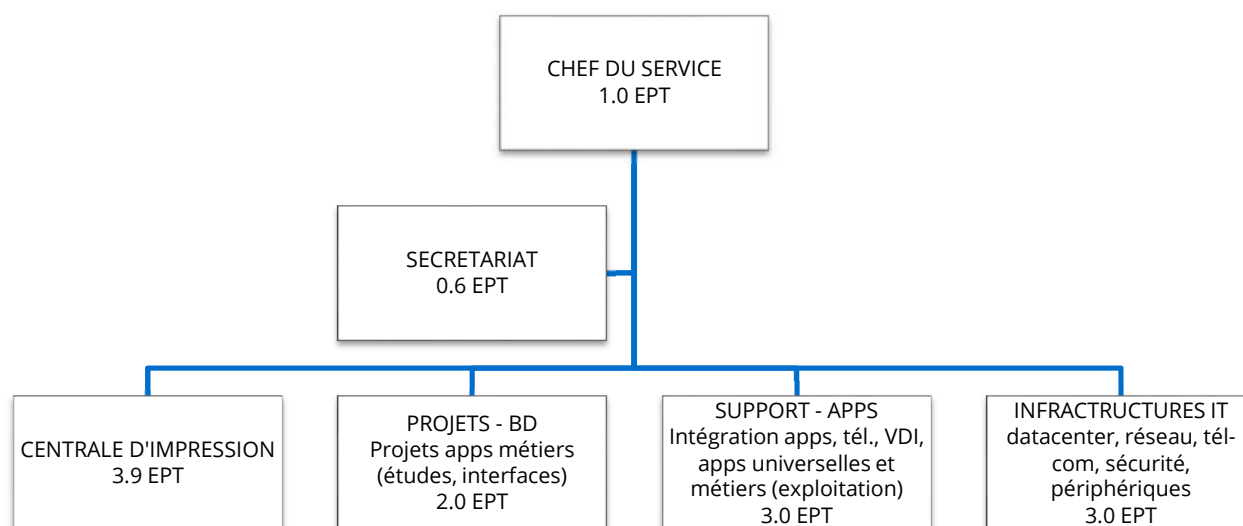 CHEF DU SERVICE
1.0 EPT
SECRETARIAT
0.6 EPT
CENTRALE D'IMPRESSION
3.9 EPT
PROJETS - BD
Projets apps métiers
(études, interfaces)
2.0 EPT
SUPPORT - APPS
Intégration apps, tél., VDI,
apps universelles et
métiers (exploitation)
3.0 EPT
INFRACTRUCTURES IT
datacenter, réseau, tél-
com, sécurité,
périphériques
3.0 EPT